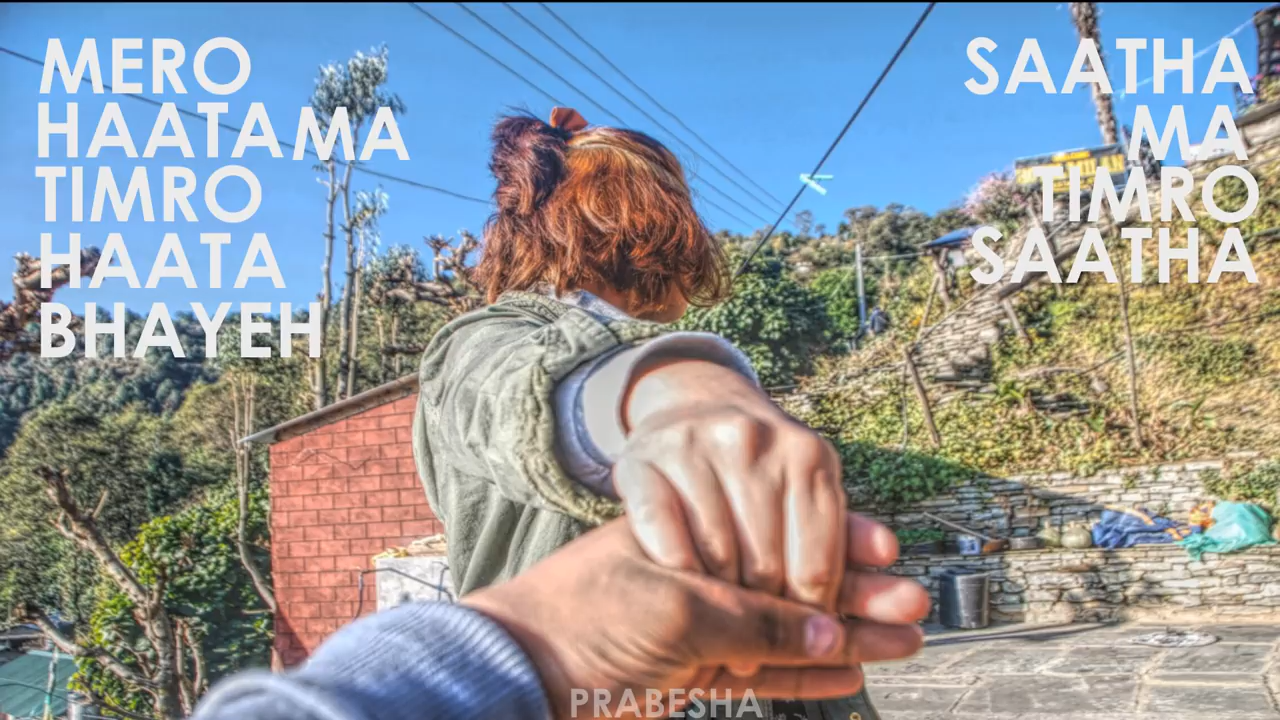 MERO
HAATAMA
TIMRO
HAATA
BHAYEH
SAATHA
MA
TIMRO
SAATHA
PRABESHA